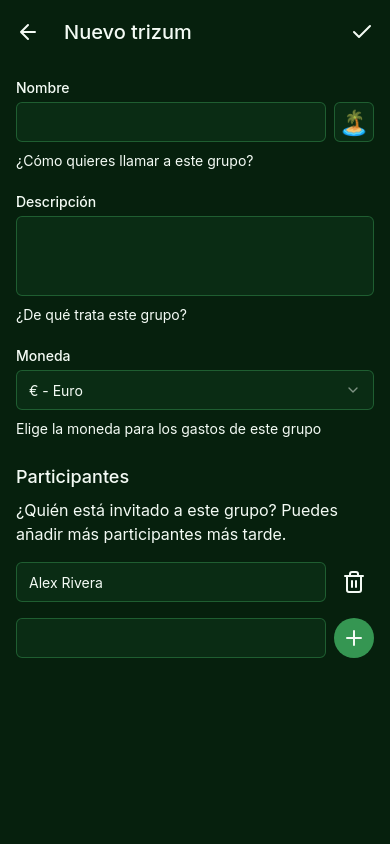 Nuevo trizum
Nombre
¿Cómo quieres llamar a este grupo?
Descripción
¿De qué trata este grupo?
Moneda
€ - Euro
Elige la moneda para los gastos de este grupo
Participantes
¿Quién está invitado a este grupo? Puedes
añadir más participantes más tarde.
Alex Rivera